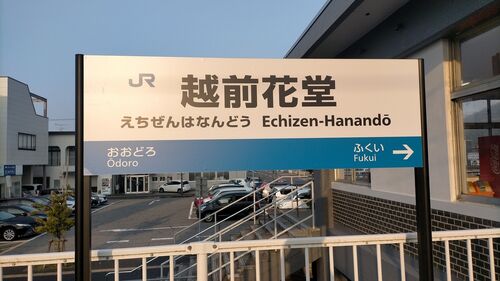 JR 越前花堂
えちぜんはなんどう Echizen-Hanandō
おおどろ ふくい
Ōdoro Fukui →